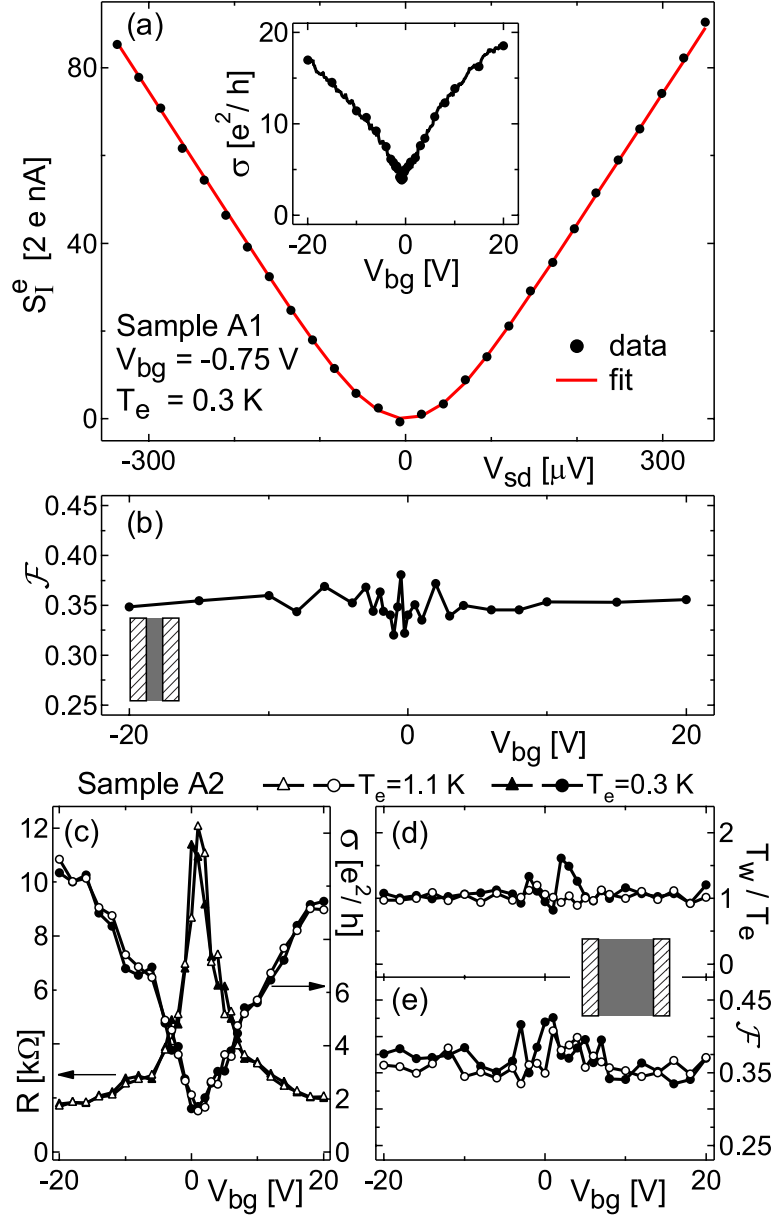 (a)
80
40
0
S_I^e [2 e nA]
20
10
0
σ [e²/ h]
-20
0
20
V_bg [V]
Sample A1
V_bg = -0.75 V
T_e = 0.3 K
data
fit
-300
0
V_sd [μV]
300
(b)
0.45
0.40
0.35
0.30
0.25
ℱ
-20
0
V_bg [V]
20
Sample A2
T_e=1.1 K
T_e=0.3 K
(c)
12
10
8
6
4
2
0
R [kΩ]
σ
[e²/h]
6
4
2
0
-20
0
20
V_bg [V]
(d)
2
1
0
T_w / T_e
(e)
0.45
0.35
0.25
ℱ
-20
0
20
V_bg [V]